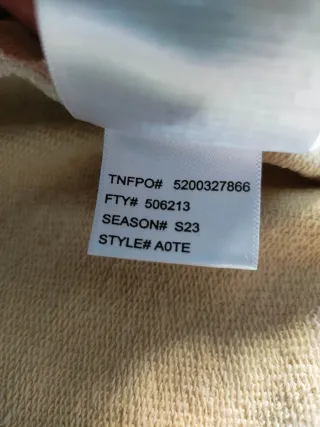 TNFPO# 5200327866
FTY# 506213
SEASON# S23
STYLE# A0TE